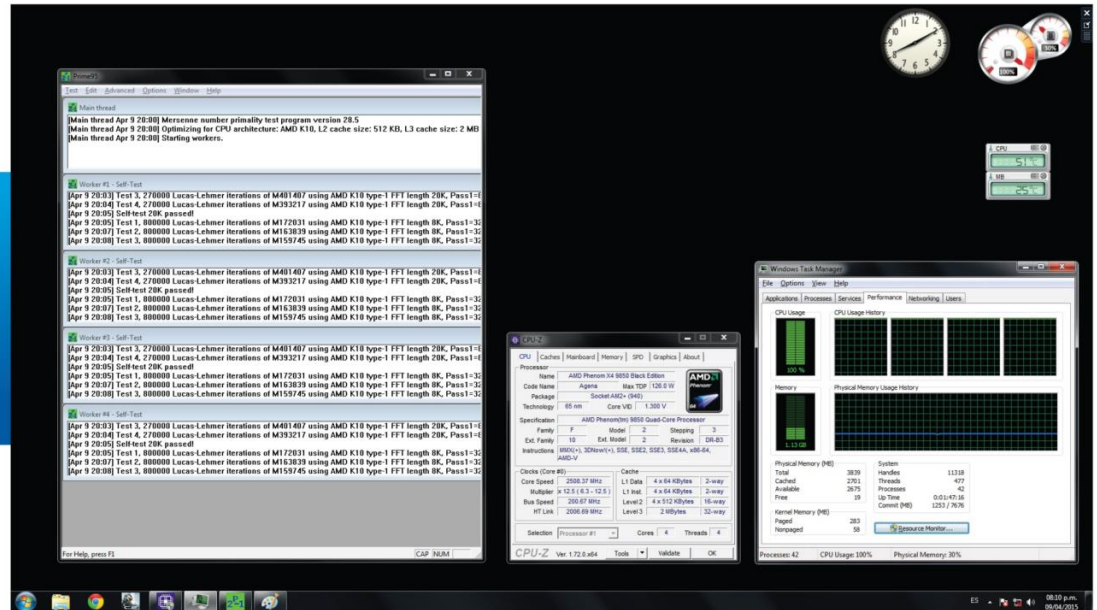 Prime95
Test Edit Advanced Options Window Help
Main thread
[Main thread Apr 9 20:00] Mersenne number primality test program version 28.5
[Main thread Apr 9 20:00] Optimizing for CPU architecture: AMD K10, L2 cache size: 512 KB, L3 cache size: 2 MB
[Main thread Apr 9 20:00] Starting workers.
Worker #1 - Self-Test
[Apr 9 20:03] Test 3, 270000 Lucas-Lehmer iterations of M401407 using AMD K10 type-1 FFT length 20K, Pass1=
[Apr 9 20:04] Test 4, 270000 Lucas-Lehmer iterations of M393217 using AMD K10 type-1 FFT length 20K, Pass1=
[Apr 9 20:05] Self-test 20K passed!
[Apr 9 20:05] Test 1, 800000 Lucas-Lehmer iterations of M172031 using AMD K10 type-1 FFT length 8K, Pass1=32
[Apr 9 20:07] Test 2, 800000 Lucas-Lehmer iterations of M163839 using AMD K10 type-1 FFT length 8K, Pass1=32
[Apr 9 20:08] Test 3, 800000 Lucas-Lehmer iterations of M159745 using AMD K10 type-1 FFT length 8K, Pass1=32
Worker #2 - Self-Test
[Apr 9 20:03] Test 3, 270000 Lucas-Lehmer iterations of M401407 using AMD K10 type-1 FFT length 20K, Pass1=
[Apr 9 20:04] Test 4, 270000 Lucas-Lehmer iterations of M393217 using AMD K10 type-1 FFT length 20K, Pass1=
[Apr 9 20:05] Self-test 20K passed!
[Apr 9 20:05] Test 1, 800000 Lucas-Lehmer iterations of M172031 using AMD K10 type-1 FFT length 8K, Pass1=32
[Apr 9 20:07] Test 2, 800000 Lucas-Lehmer iterations of M163839 using AMD K10 type-1 FFT length 8K, Pass1=32
[Apr 9 20:08] Test 3, 800000 Lucas-Lehmer iterations of M159745 using AMD K10 type-1 FFT length 8K, Pass1=32
Worker #3 - Self-Test
[Apr 9 20:03] Test 3, 270000 Lucas-Lehmer iterations of M401407 using AMD K10 type-1 FFT length 20K, Pass1=
[Apr 9 20:04] Test 4, 270000 Lucas-Lehmer iterations of M393217 using AMD K10 type-1 FFT length 20K, Pass1=
[Apr 9 20:05] Self-test 20K passed!
[Apr 9 20:05] Test 1, 800000 Lucas-Lehmer iterations of M172031 using AMD K10 type-1 FFT length 8K, Pass1=32
[Apr 9 20:07] Test 2, 800000 Lucas-Lehmer iterations of M163839 using AMD K10 type-1 FFT length 8K, Pass1=32
[Apr 9 20:08] Test 3, 800000 Lucas-Lehmer iterations of M159745 using AMD K10 type-1 FFT length 8K, Pass1=32
Worker #4 - Self-Test
[Apr 9 20:03] Test 3, 270000 Lucas-Lehmer iterations of M401407 using AMD K10 type-1 FFT length 20K, Pass1=
[Apr 9 20:04] Test 4, 270000 Lucas-Lehmer iterations of M393217 using AMD K10 type-1 FFT length 20K, Pass1=
[Apr 9 20:05] Self-test 20K passed!
[Apr 9 20:05] Test 1, 800000 Lucas-Lehmer iterations of M172031 using AMD K10 type-1 FFT length 8K, Pass1=32
[Apr 9 20:07] Test 2, 800000 Lucas-Lehmer iterations of M163839 using AMD K10 type-1 FFT length 8K, Pass1=32
[Apr 9 20:08] Test 3, 800000 Lucas-Lehmer iterations of M159745 using AMD K10 type-1 FFT length 8K, Pass1=32
For Help, press F1 CAP NUM
CPU-Z
CPU Caches Mainboard Memory SPD Graphics About
Processor
Name AMD Phenom X4 9850 Black Edition
Code Name Agena Max TDP 128.0 W
Package Socket AM2+ (940)
Technology 65 nm Core VID 1.300 V
AMD
Phenom
Specification AMD Phenom(tm) 9850 Quad-Core Processor
Family F Model 2 Stepping 3
Ext. Family 10 Ext. Model 2 Revision DR-B3
Instructions MMX(+), 3DNow!(+), SSE, SSE2, SSE3, SSE4A, x86-64,
AMD-V
Clocks (Core #0) Cache
Core Speed 2508.37 MHz L1 Data 4 x 64 KBytes 2-way
Multiplier x 12.5 ( 6.3 - 12.5 ) L1 Inst. 4 x 64 KBytes 2-way
Bus Speed 200.67 MHz Level 2 4 x 512 KBytes 16-way
HT Link 2006.69 MHz Level 3 2 MBytes 32-way
Selection Processor #1 Cores 4 Threads 4
CPU-Z Ver. 1.72.0.x64 Tools Validate OK
12
1
2
3
4
5
6
7
8
9
11
100%
30%
CPU
51°C
MB
25°C
Windows Task Manager
File Options View Help
Applications Processes Services Performance Networking Users
CPU Usage CPU Usage History
100 %
Memory Physical Memory Usage History
1.13 GB
Physical Memory (MB)
Total 3839
Cached 2701
Available 2675
Free 19
Kernel Memory (MB)
Paged 283
Nonpaged 58
System
Handles 11318
Threads 477
Processes 42
Up Time 0:01:47:16
Commit (MB) 1253 / 7676
Resource Monitor...
Processes: 42 CPU Usage: 100% Physical Memory: 30%
ES 08:10 p.m.
09/04/2015